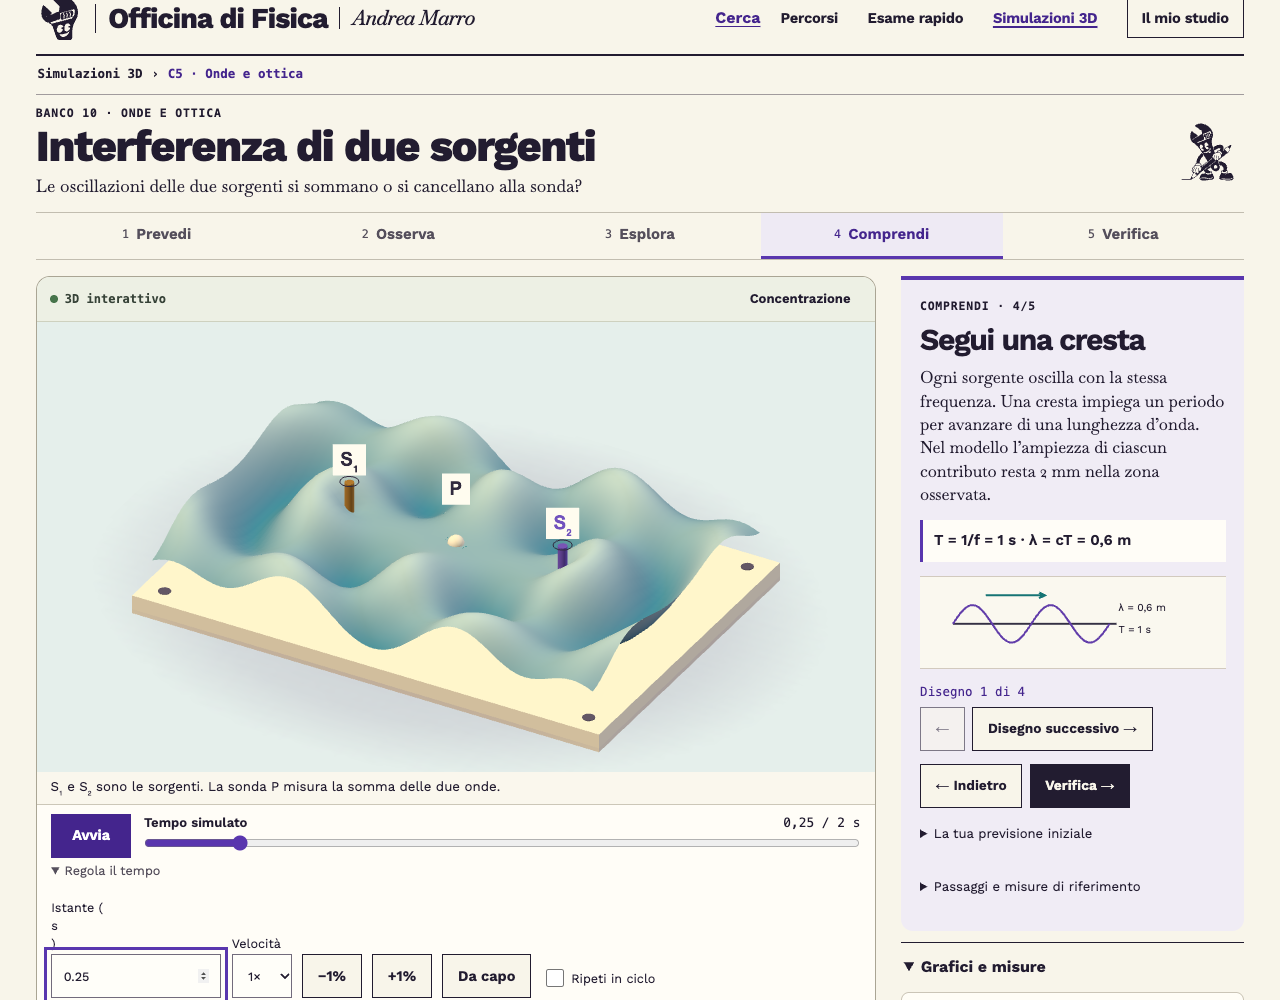 Officina di Fisica
Andrea Marro
Cerca
Percorsi
Esame rapido
Simulazioni 3D
Il mio studio
Simulazioni 3D › C5 · Onde e ottica
BANCO 10 · ONDE E OTTICA
Interferenza di due sorgenti
Le oscillazioni delle due sorgenti si sommano o si cancellano alla sonda?
1 Prevedi
2 Osserva
3 Esplora
4 Comprendi
5 Verifica
3D interattivo
Concentrazione
S₁
P
S₂
S₁ e S₂ sono le sorgenti. La sonda P misura la somma delle due onde.
Avvia
Tempo simulato
0,25 / 2 s
▼ Regola il tempo
Istante (
s
)
Velocità
0.25
1×
−1%
+1%
Da capo
Ripeti in ciclo
COMPRENDI · 4/5
Segui una cresta
Ogni sorgente oscilla con la stessa
frequenza. Una cresta impiega un periodo
per avanzare di una lunghezza d’onda.
Nel modello l’ampiezza di ciascun
contributo resta 2 mm nella zona
osservata.
T = 1/f = 1 s · λ = cT = 0,6 m
λ = 0,6 m
T = 1 s
Disegno 1 di 4
←
Disegno successivo →
← Indietro
Verifica →
▶ La tua previsione iniziale
▶ Passaggi e misure di riferimento
▼ Grafici e misure